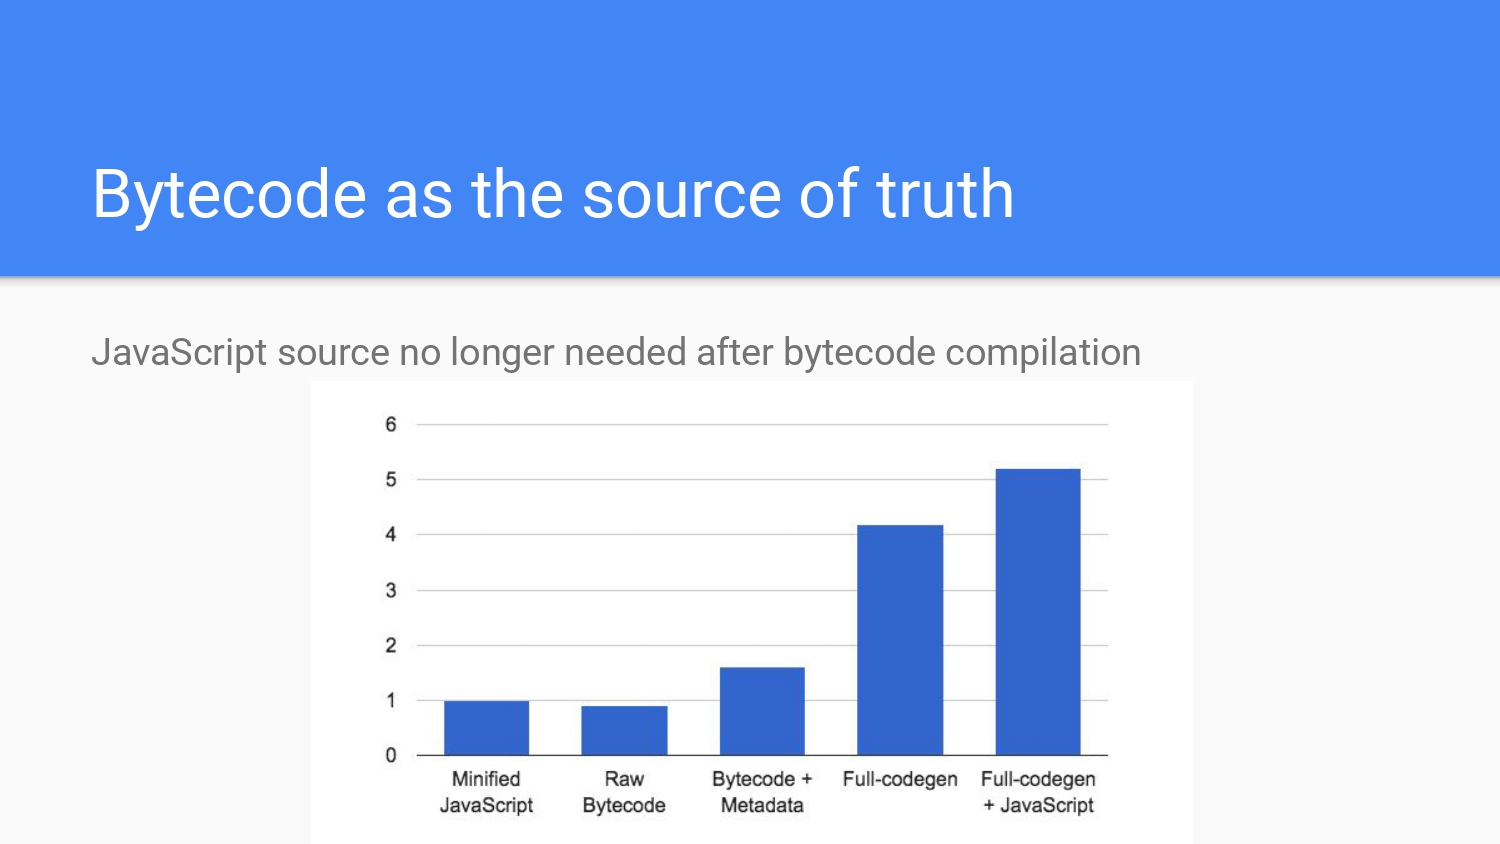 Bytecode as the source of truth
JavaScript source no longer needed after bytecode compilation
6
5
4
3
2
1
0
Minified
JavaScript
Raw
Bytecode
Bytecode +
Metadata
Full-codegen
Full-codegen
+ JavaScript